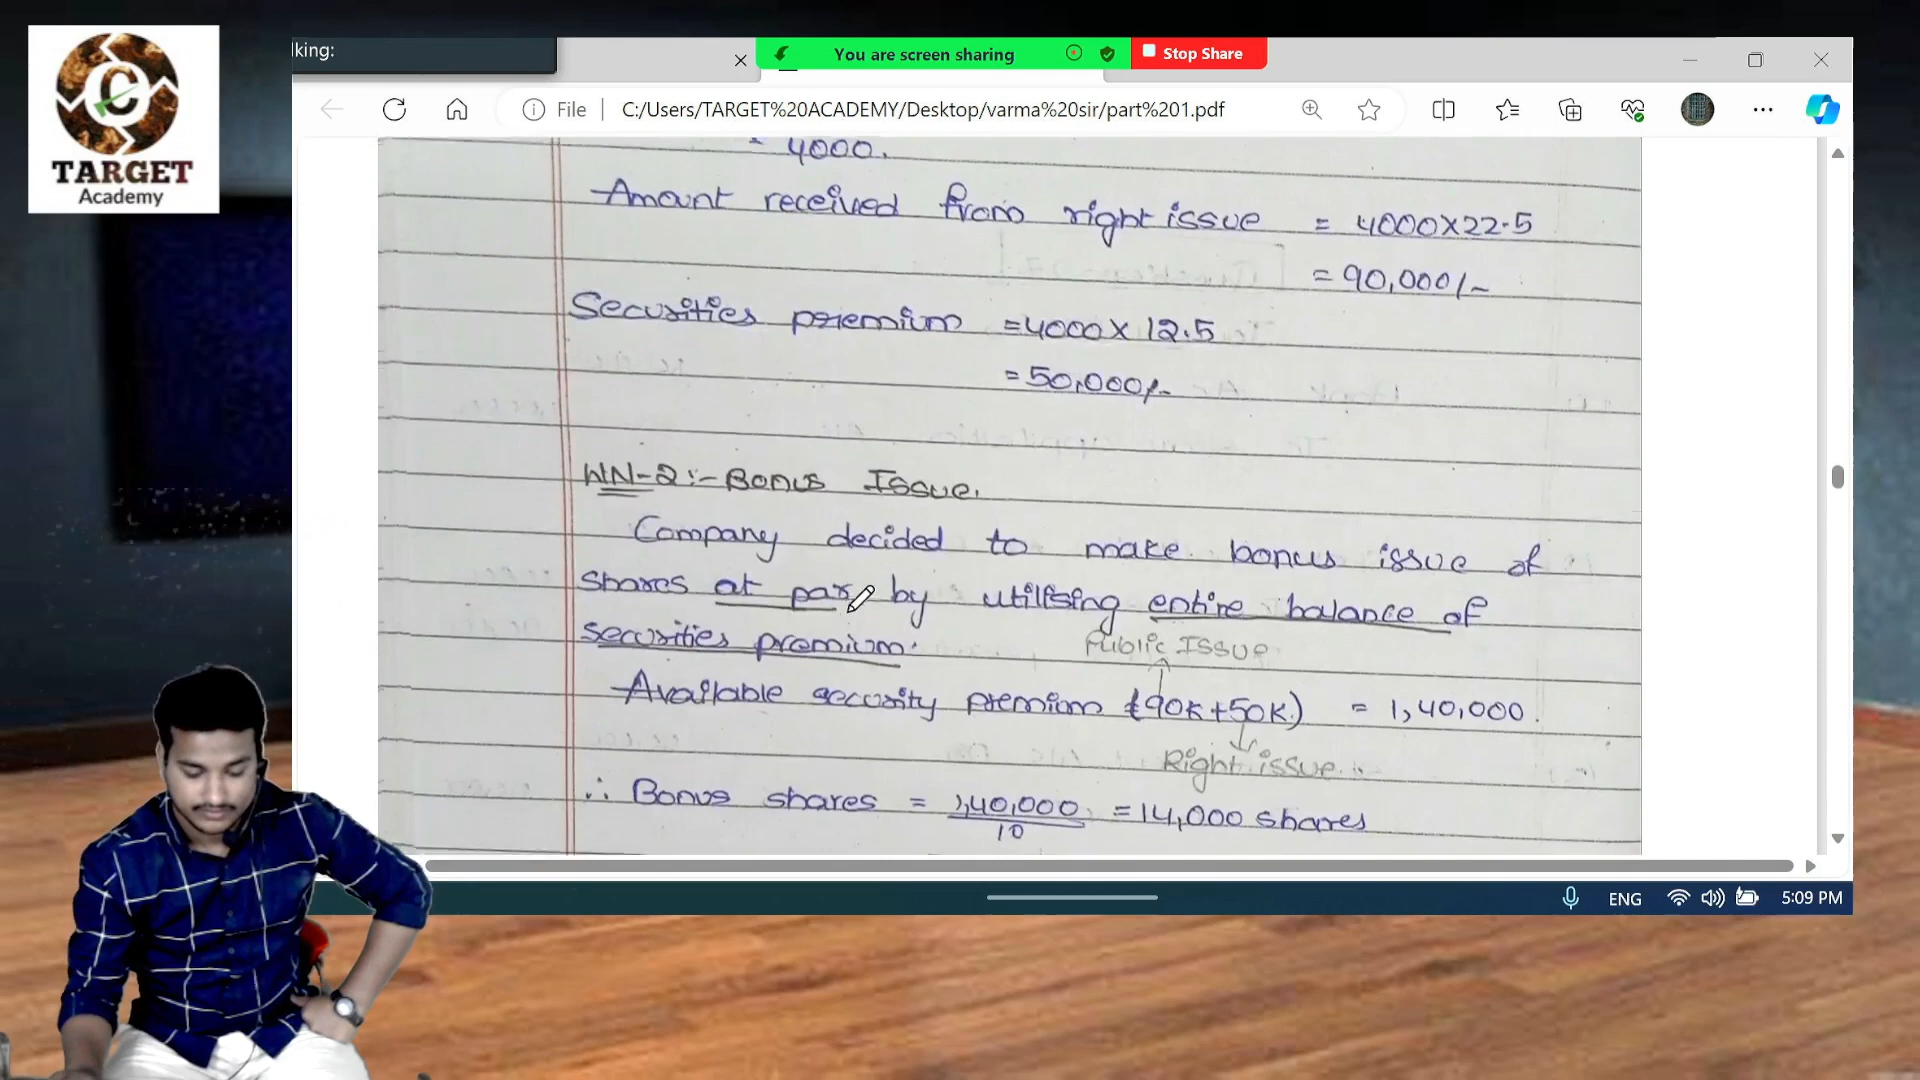 TARGET
Academy
lking:
You are screen sharing
Stop Share
File
C:/Users/TARGET%20ACADEMY/Desktop/varma%20sir/part%201.pdf
= 4000.
Amount received from right issue = 4000X22.5
= 90,000/-
Securities premium = 4000 X 12.5
= 50,000/-
WN-2:- Bonus Issue.
Company decided to make bonus issue of
shares at par by utilising entire balance of
securities premium.
Public Issue
Available security premium (90K+50K) = 1,40,000.
Right issue.
∴ Bonus shares = 1,40,000 / 10 = 14,000 shares
ENG
5:09 PM